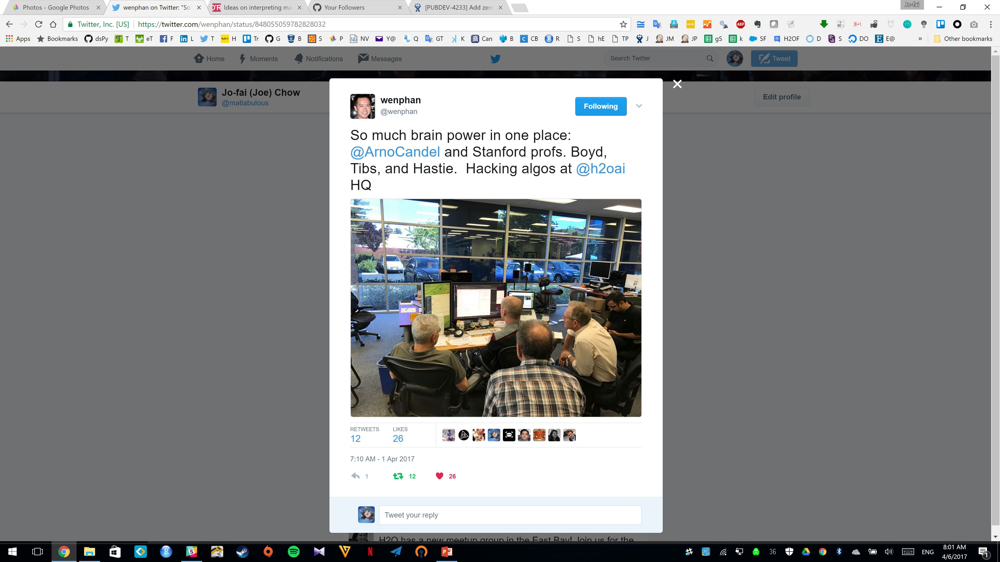 Photos - Google Photos
wenphan on Twitter: "So
Ideas on interpreting ma
Your Followers
[PUBDEV-4233] Add zero
Jo-fai
Twitter, Inc. [US]
https://twitter.com/wenphan/status/848055059782828032
Apps Bookmarks dsPy T eT F L T H Tr G B S P NV Y@ Q GT K Can B CB R S hE TP J JM JP gS k SF H2OF D S DO E@ » Other bookmarks
Home Moments Notifications Messages
Search Twitter
Tweet
Jo-fai (Joe) Chow
@matlabulous
Edit profile
wenphan
@wenphan
Following
So much brain power in one place:
@ArnoCandel and Stanford profs. Boyd,
Tibs, and Hastie. Hacking algos at @h2oai
HQ
RETWEETS LIKES
12 26
7:10 AM - 1 Apr 2017
1 12 26
Tweet your reply
H2O has a new meetup group in the East Bay! Join us for the
36
ENG
8:01 AM
4/6/2017
1